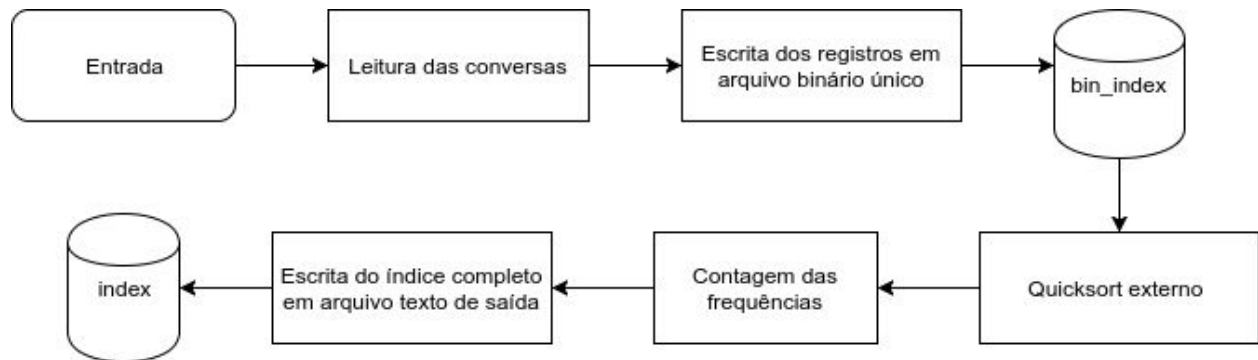 Entrada
Leitura das conversas
Escrita dos registros em
arquivo binário único
bin_index
Quicksort externo
Contagem das
frequências
Escrita do índice completo
em arquivo texto de saída
index